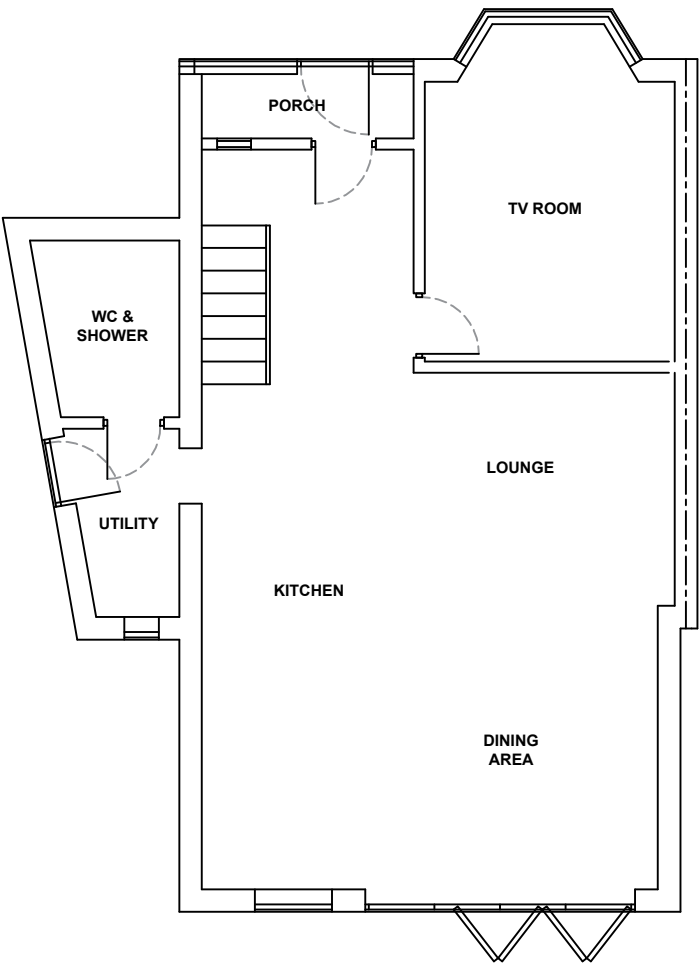 PORCH
TV ROOM
WC &
SHOWER
LOUNGE
UTILITY
KITCHEN
DINING
AREA